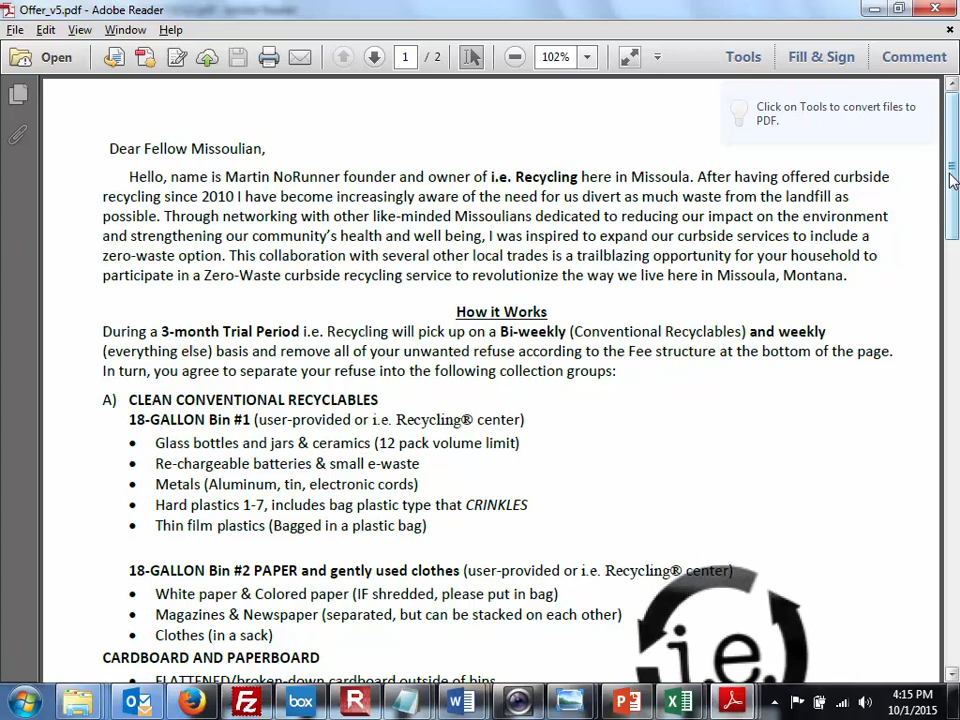 Offer_v5.pdf - Adobe Reader
File Edit View Window Help
Open 1 / 2 102% Tools Fill & Sign Comment
Click on Tools to convert files to
PDF.
Dear Fellow Missoulian,
Hello, name is Martin NoRunner founder and owner of i.e. Recycling here in Missoula. After having offered curbside
recycling since 2010 I have become increasingly aware of the need for us divert as much waste from the landfill as
possible. Through networking with other like-minded Missoulians dedicated to reducing our impact on the environment
and strengthening our community's health and well being, I was inspired to expand our curbside services to include a
zero-waste option. This collaboration with several other local trades is a trailblazing opportunity for your household to
participate in a Zero-Waste curbside recycling service to revolutionize the way we live here in Missoula, Montana.
How it Works
During a 3-month Trial Period i.e. Recycling will pick up on a Bi-weekly (Conventional Recyclables) and weekly
(everything else) basis and remove all of your unwanted refuse according to the Fee structure at the bottom of the page.
In turn, you agree to separate your refuse into the following collection groups:
A) CLEAN CONVENTIONAL RECYCLABLES
18-GALLON Bin #1 (user-provided or i.e. Recycling® center)
• Glass bottles and jars & ceramics (12 pack volume limit)
• Re-chargeable batteries & small e-waste
• Metals (Aluminum, tin, electronic cords)
• Hard plastics 1-7, includes bag plastic type that CRINKLES
• Thin film plastics (Bagged in a plastic bag)
18-GALLON Bin #2 PAPER and gently used clothes (user-provided or i.e. Recycling® center)
• White paper & Colored paper (IF shredded, please put in bag)
• Magazines & Newspaper (separated, but can be stacked on each other)
• Clothes (in a sack)
i.e.
CARDBOARD AND PAPERBOARD
• FLATTENED/broken-down cardboard outside of bins
box
4:15 PM
10/1/2015